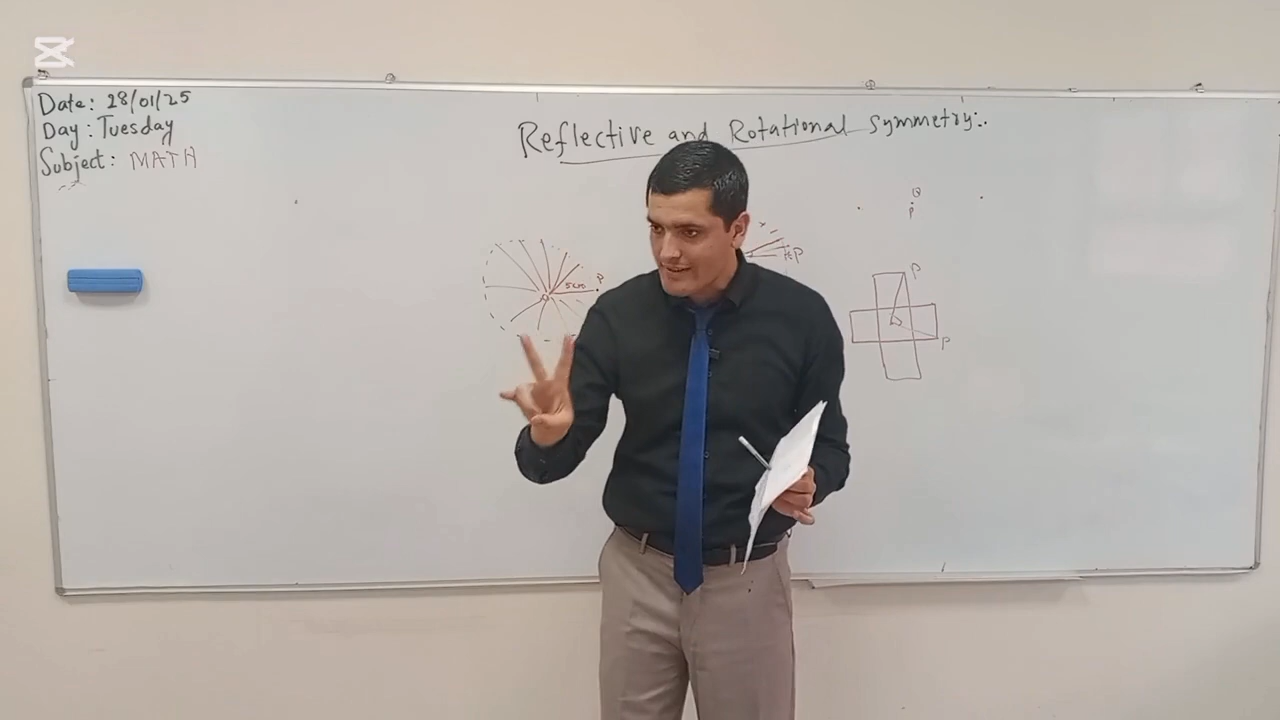 Date: 28/01/25
Day: Tuesday
Subject: MATH
Reflective and Rotational Symmetry:.
Q
P
P
5cm
P
P
P